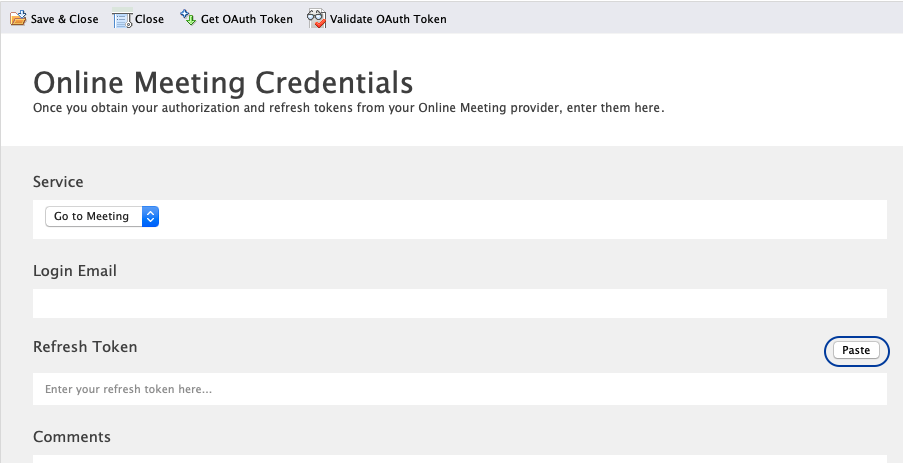 Save & Close Close Get OAuth Token Validate OAuth Token
Online Meeting Credentials
Once you obtain your authorization and refresh tokens from your Online Meeting provider, enter them here.
Service
Go to Meeting
Login Email
Refresh Token Paste
Enter your refresh token here...
Comments